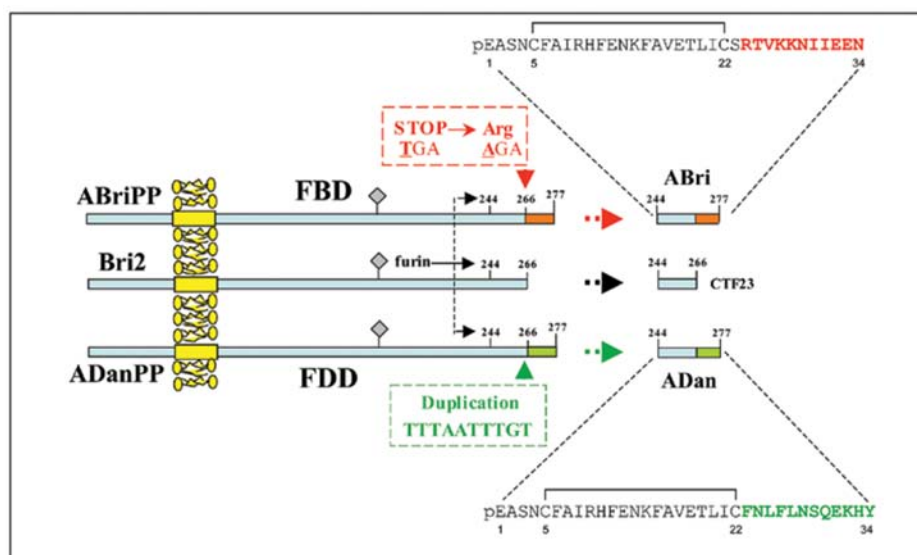 pEASNCFAIRHFENKFAVETLICSRTVKKNIIEEN
1 5 22 34
STOP→Arg
TGA AGA
ABriPP
FBD
244 266 277
ABri
244 277
Bri2
furin
244 266
244 266
CTF23
244 266 277
244 277
ADanPP
FDD
ADan
Duplication
TTTAATTTGT
pEASNCFAIRHFENKFAVETLICFNLFLNSQEKHY
1 5 22 34